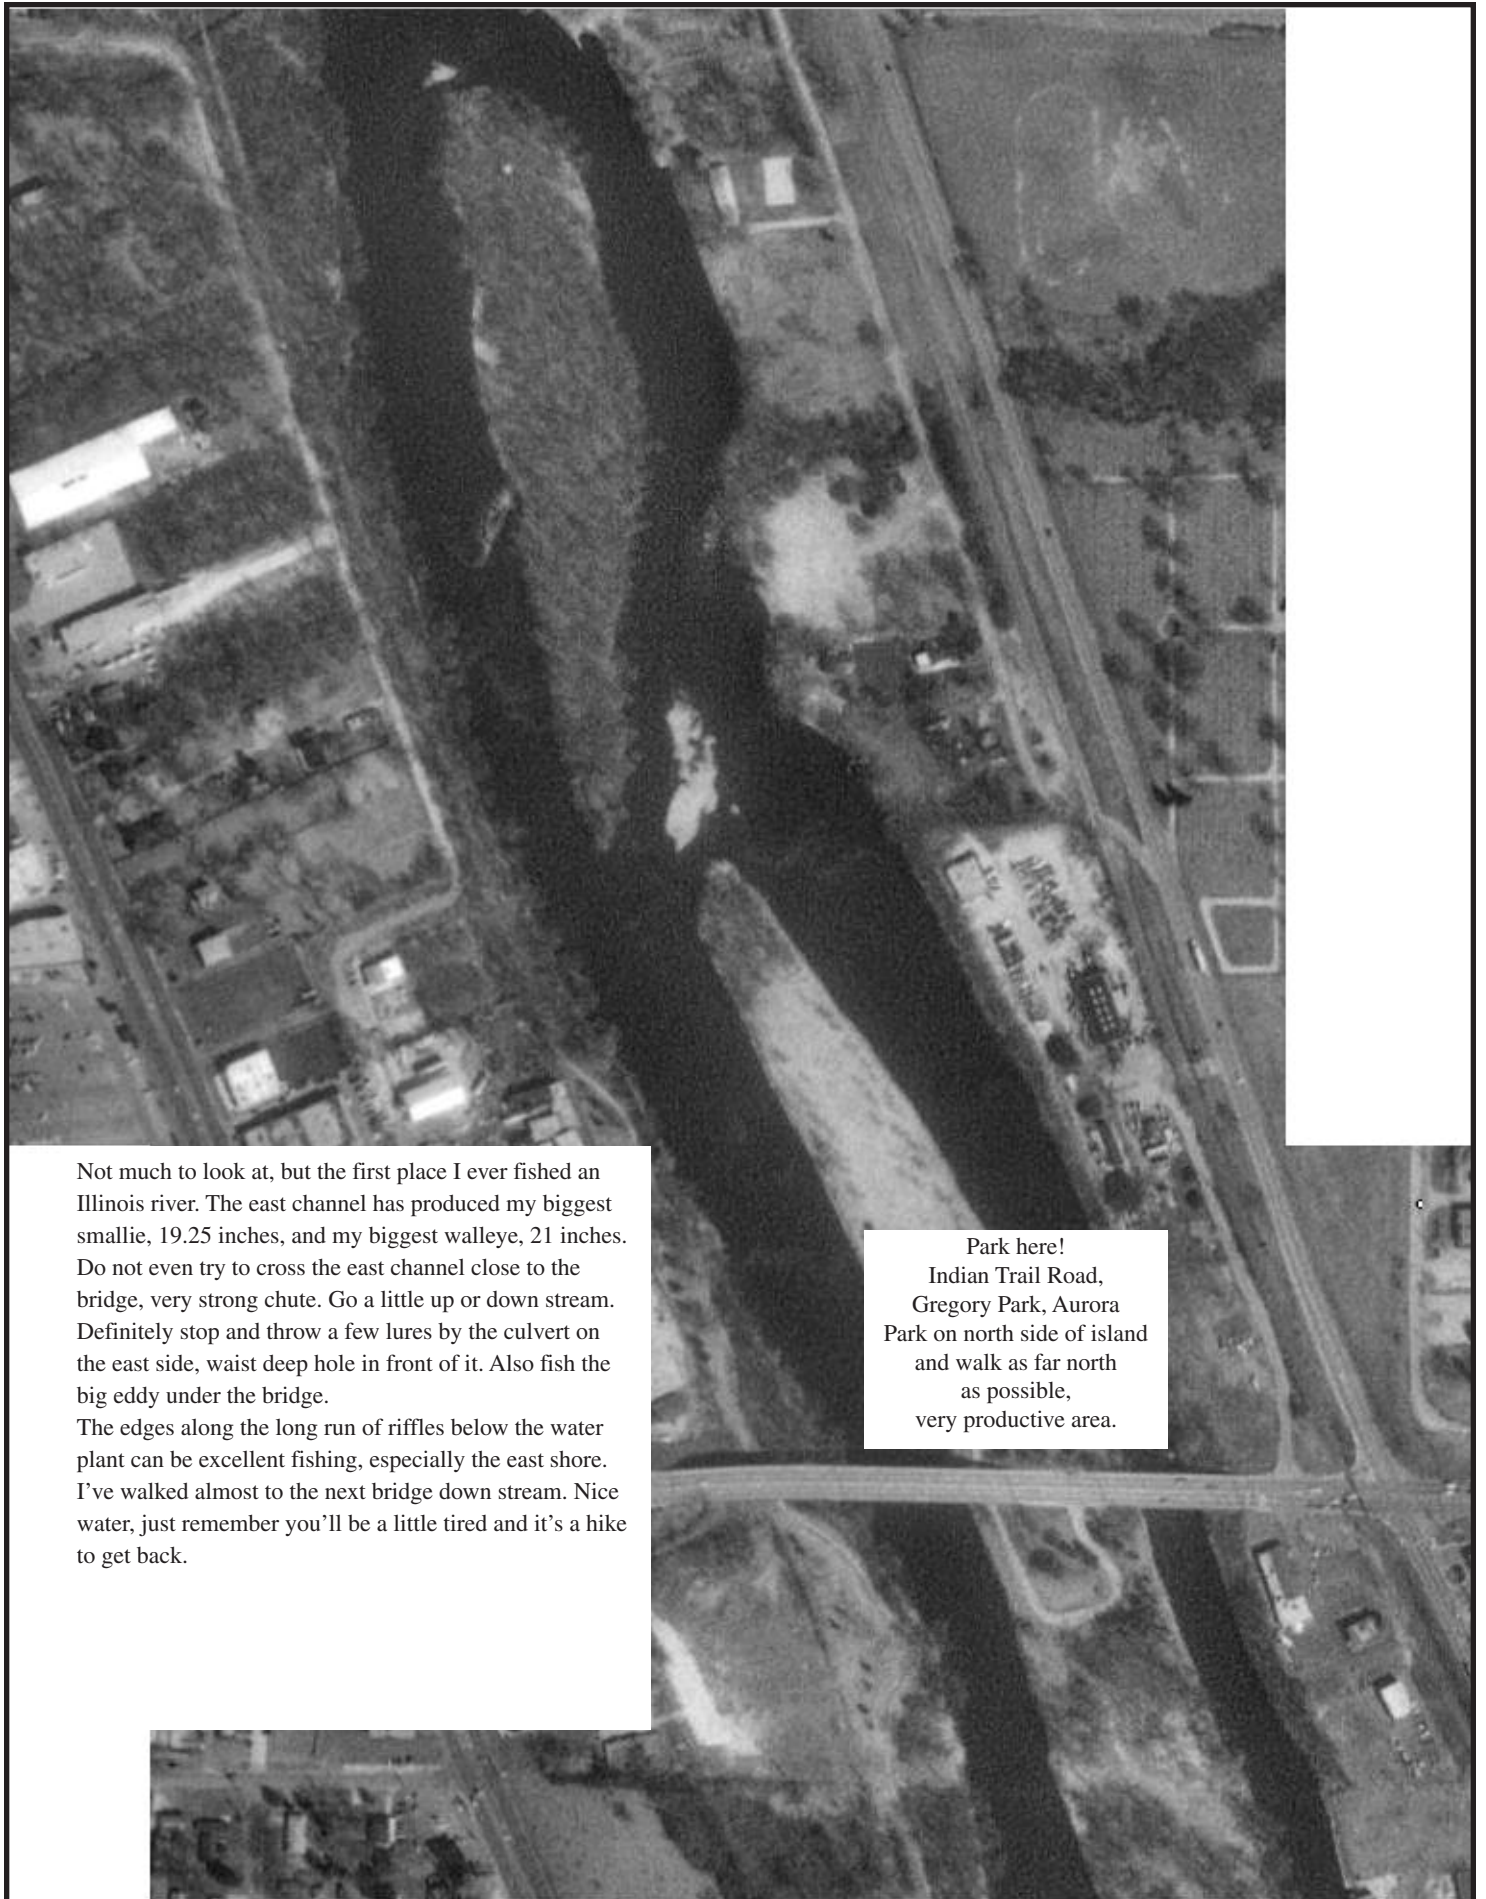 Not much to look at, but the first place I ever fished an
Illinois river. The east channel has produced my biggest
smallie, 19.25 inches, and my biggest walleye, 21 inches.
Do not even try to cross the east channel close to the
bridge, very strong chute. Go a little up or down stream.
Definitely stop and throw a few lures by the culvert on
the east side, waist deep hole in front of it. Also fish the
big eddy under the bridge.
The edges along the long run of riffles below the water
plant can be excellent fishing, especially the east shore.
I've walked almost to the next bridge down stream. Nice
water, just remember you'll be a little tired and it's a hike
to get back.
Park here!
Indian Trail Road,
Gregory Park, Aurora
Park on north side of island
and walk as far north
as possible,
very productive area.